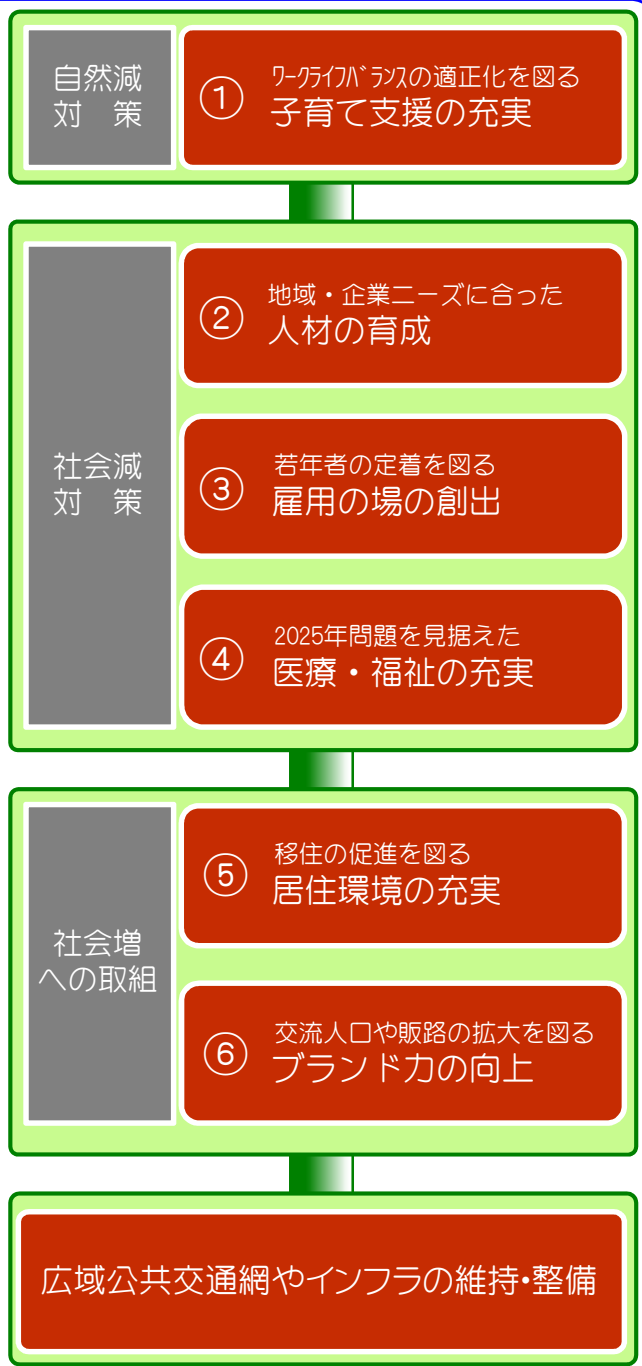 自然減
対　策
① ワークライフバランスの適正化を図る
子育て支援の充実
社会減
対　策
② 地域・企業ニーズに合った
人材の育成
③ 若年者の定着を図る
雇用の場の創出
④ 2025年問題を見据えた
医療・福祉の充実
社会増
への取組
⑤ 移住の促進を図る
居住環境の充実
⑥ 交流人口や販路の拡大を図る
ブランド力の向上
広域公共交通網やインフラの維持・整備